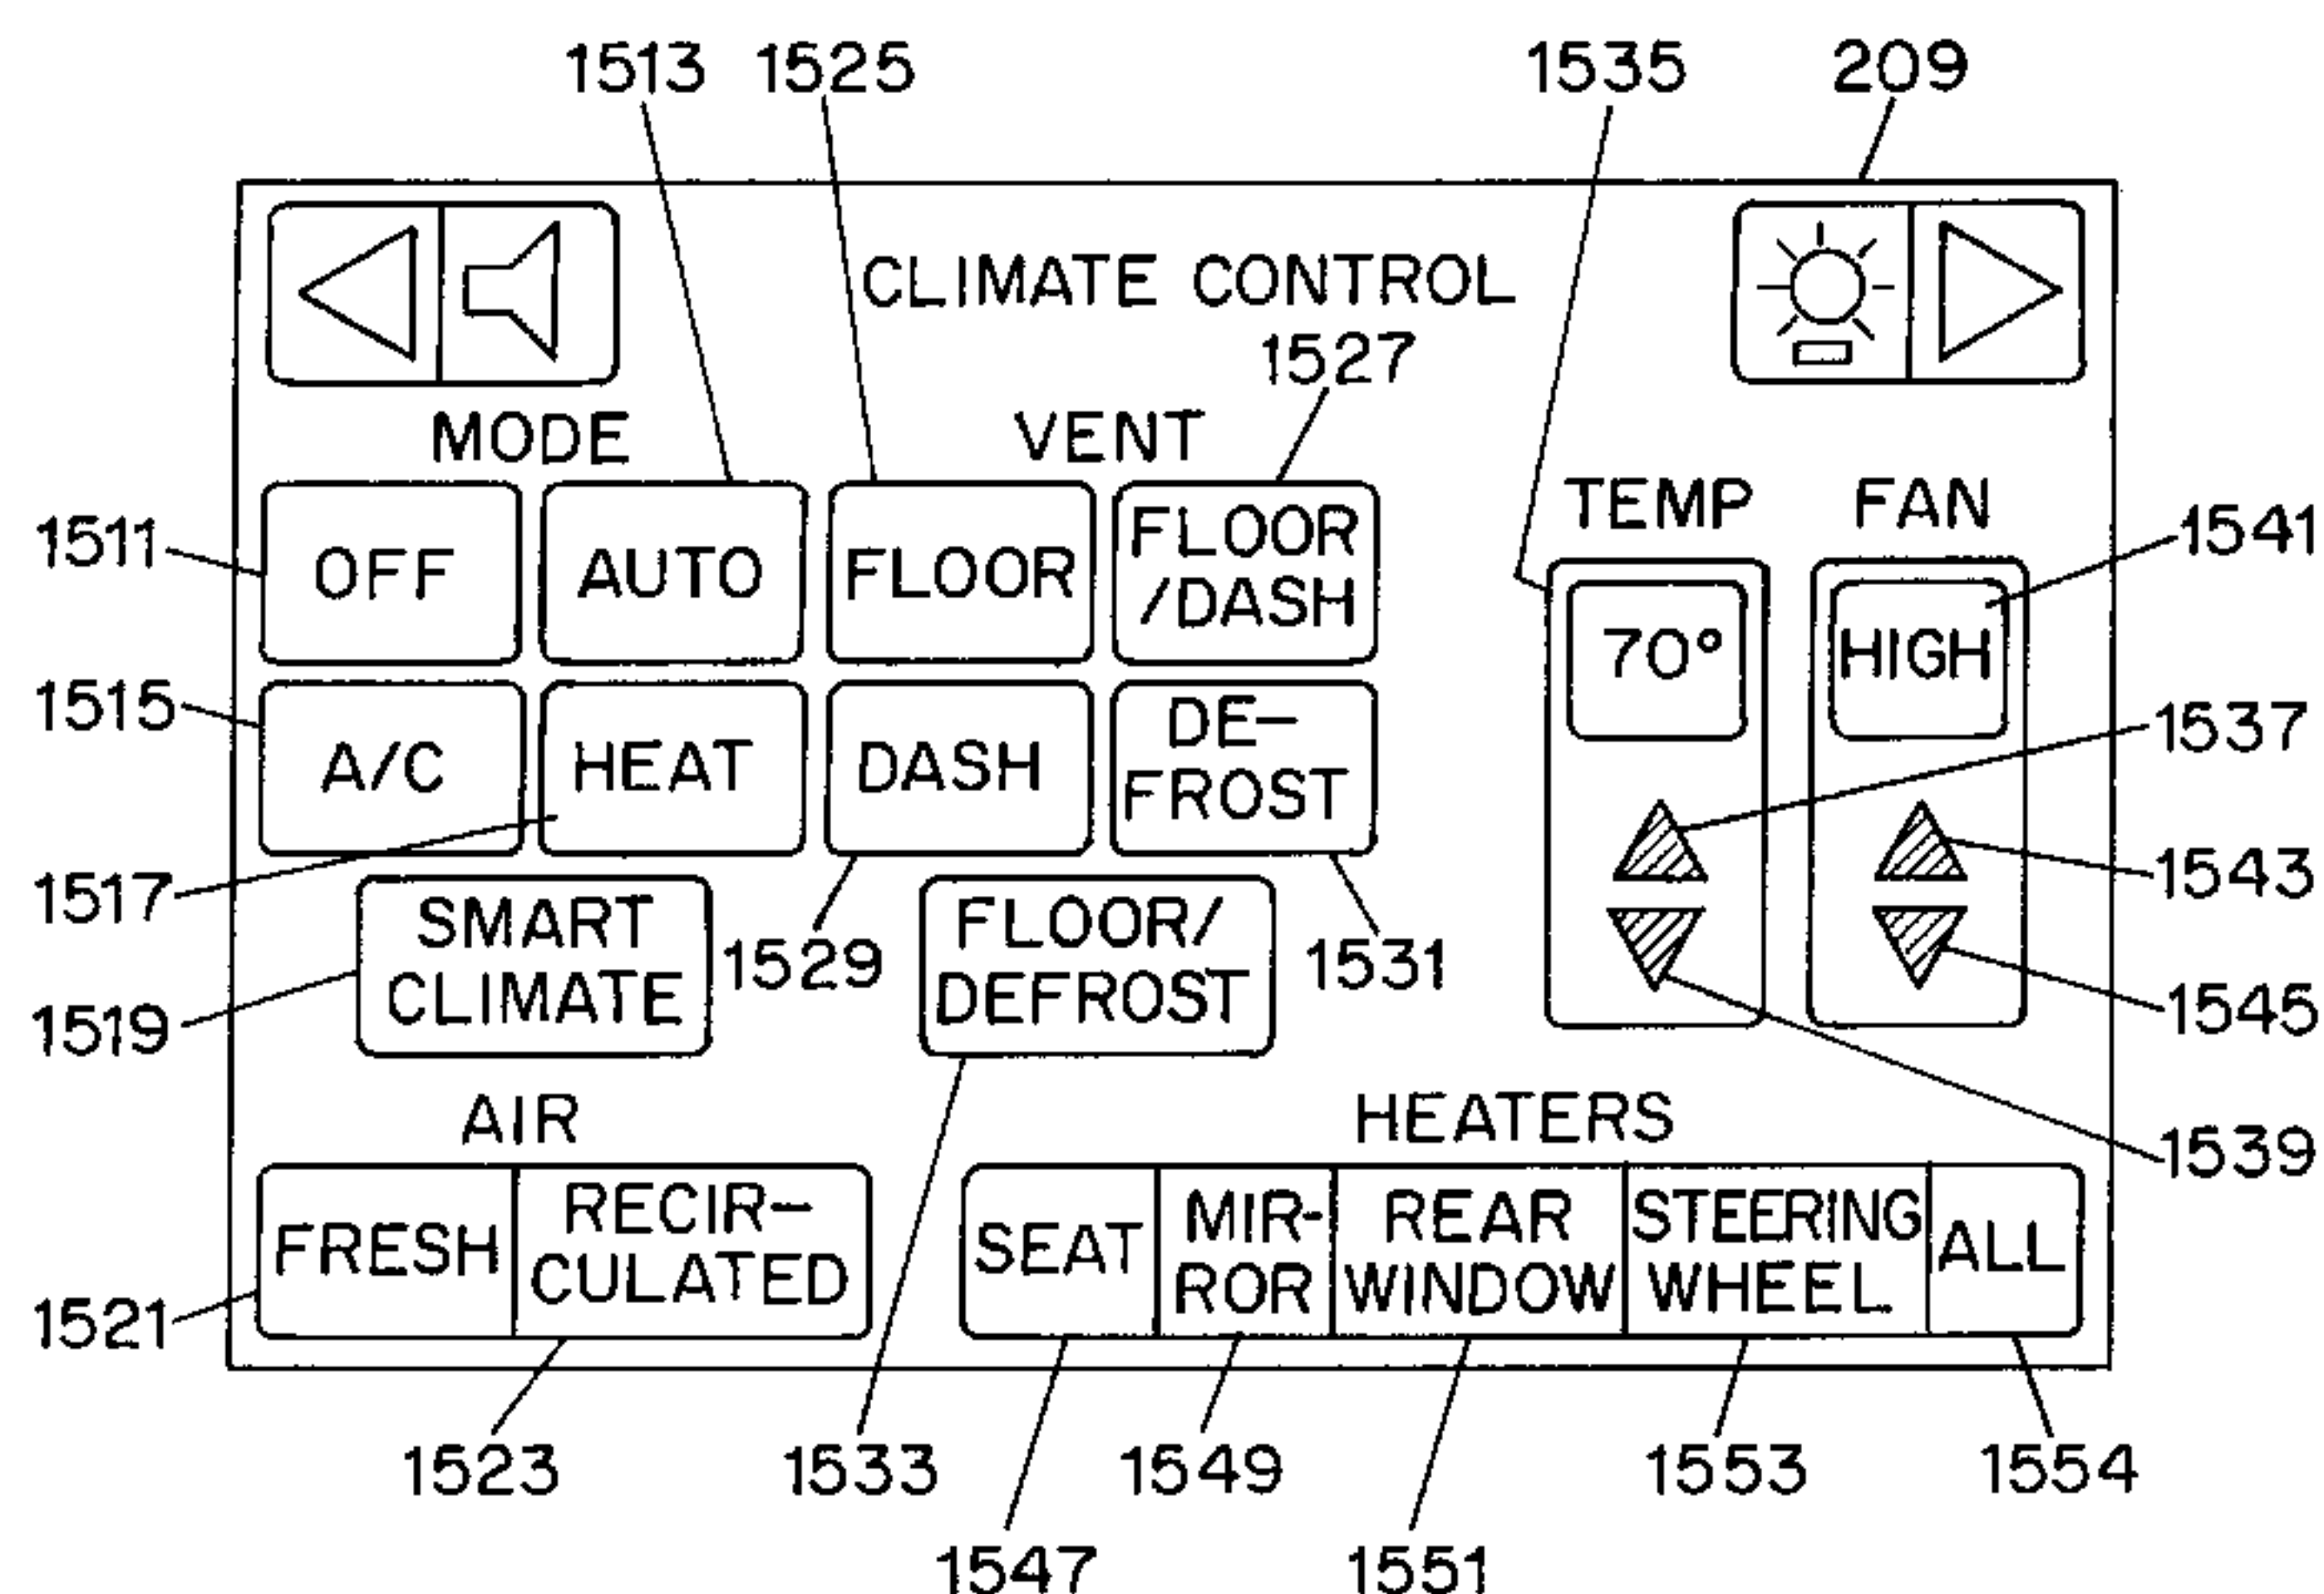 1513 1525 1535 209
CLIMATE CONTROL
1527
MODE VENT
TEMP FAN
1511 OFF AUTO FLOOR FLOOR
/DASH
70° HIGH 1541
1515 A/C HEAT DASH DE-
FROST
1537
1517 1543
SMART
CLIMATE
1529
FLOOR/
DEFROST
1531
1519 1545
AIR HEATERS
1539
FRESH RECIR-
CULATED
SEAT MIR-
ROR
REAR
WINDOW
STEERING
WHEEL
ALL
1521
1523 1533 1549 1553 1554
1547 1551